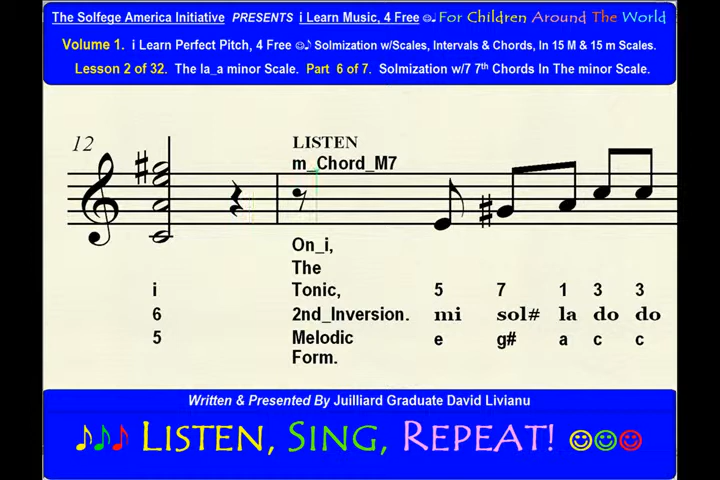 The Solfege America Initiative PRESENTS i Learn Music, 4 Free ☺♪ For Children Around The World
Volume 1. i Learn Perfect Pitch, 4 Free ☺♪ Solmization w/Scales, Intervals & Chords, In 15 M & 15 m Scales.
Lesson 2 of 32. The la_a minor Scale. Part 6 of 7. Solmization w/7 7th Chords In The minor Scale.
12 LISTEN
m_Chord_M7
On_i,
The
i Tonic, 5 7 1 3 3
6 2nd_Inversion. mi sol# la do do
5 Melodic e g# a c c
Form.
Written & Presented By Juilliard Graduate David Livianu
♪♪♪ LISTEN, SING, REPEAT! ☺☺☺